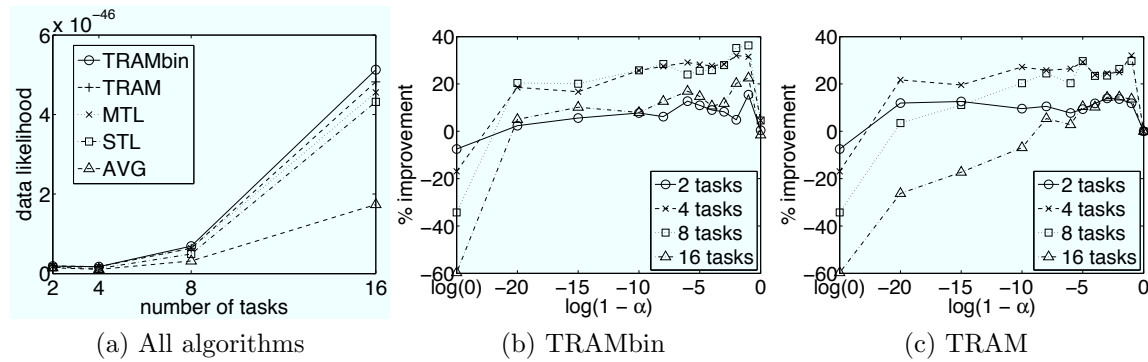 6 x 10^-46
4
2
0
data likelihood
TRAMbin
TRAM
MTL
STL
AVG
2 4 8 16
number of tasks
(a) All algorithms
40
20
0
−20
−40
−60
% improvement
2 tasks
4 tasks
8 tasks
16 tasks
log(0) −20 −15 −10 −5 0
log(1 − α)
(b) TRAMbin
40
20
0
−20
−40
−60
% improvement
2 tasks
4 tasks
8 tasks
16 tasks
log(0) −20 −15 −10 −5 0
log(1 − α)
(c) TRAM